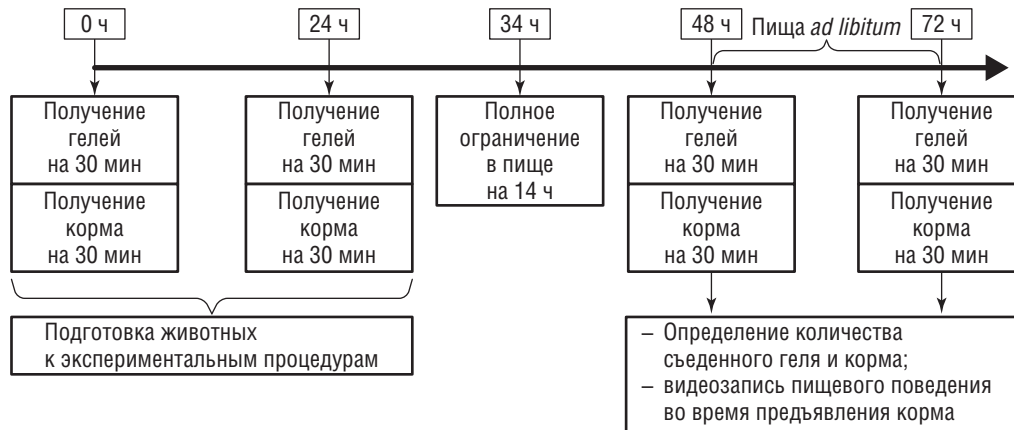 0 ч
24 ч
34 ч
48 ч
Пища ad libitum
72 ч
Получение
гелей
на 30 мин
Получение
корма
на 30 мин
Получение
гелей
на 30 мин
Получение
корма
на 30 мин
Полное
ограничение
в пище
на 14 ч
Получение
гелей
на 30 мин
Получение
корма
на 30 мин
Получение
гелей
на 30 мин
Получение
корма
на 30 мин
Подготовка животных
к экспериментальным процедурам
– Определение количества
съеденного геля и корма;
– видеозапись пищевого поведения
во время предъявления корма